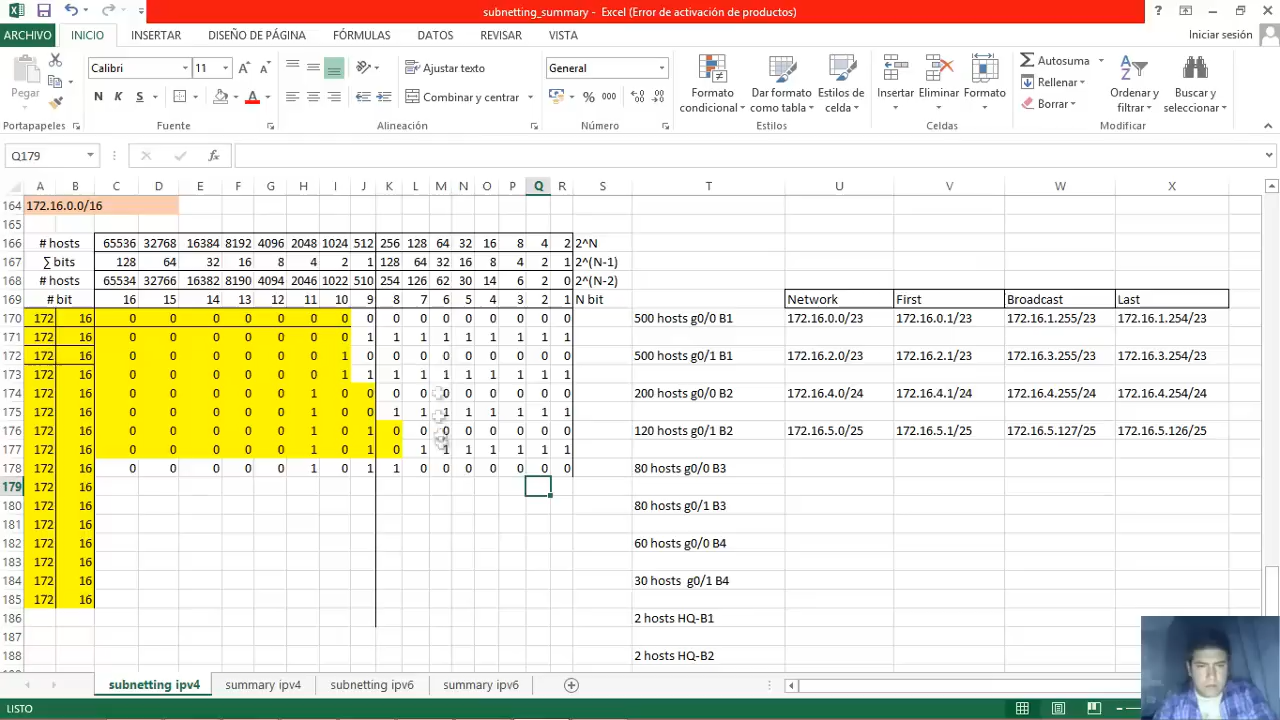 subnetting_summary - Excel (Error de activación de productos)
ARCHIVO INICIO INSERTAR DISEÑO DE PÁGINA FÓRMULAS DATOS REVISAR VISTA Iniciar sesión
Pegar Calibri 11 Ajustar texto General Formato condicional Dar formato como tabla Estilos de celda Insertar Eliminar Formato Autosuma Ordenar y filtrar Buscar y seleccionar
N K S Combinar y centrar % 000 Rellenar
Borrar
Portapapeles Fuente Alineación Número Estilos Celdas Modificar
Q179 fx
A B C D E F G H I J K L M N O P Q R S T U V W X
164 172.16.0.0/16
165
166 # hosts 65536 32768 16384 8192 4096 2048 1024 512 256 128 64 32 16 8 4 2 2^N
167 ∑ bits 128 64 32 16 8 4 2 1 128 64 32 16 8 4 2 1 2^(N-1)
168 # hosts 65534 32766 16382 8190 4094 2046 1022 510 254 126 62 30 14 6 2 0 2^(N-2)
169 # bit 16 15 14 13 12 11 10 9 8 7 6 5 4 3 2 1 N bit Network First Broadcast Last
170 172 16 0 0 0 0 0 0 0 0 0 0 0 0 0 0 0 0 500 hosts g0/0 B1 172.16.0.0/23 172.16.0.1/23 172.16.1.255/23 172.16.1.254/23
171 172 16 0 0 0 0 0 0 0 1 1 1 1 1 1 1 1 1
172 172 16 0 0 0 0 0 0 1 0 0 0 0 0 0 0 0 0 500 hosts g0/1 B1 172.16.2.0/23 172.16.2.1/23 172.16.3.255/23 172.16.3.254/23
173 172 16 0 0 0 0 0 0 1 1 1 1 1 1 1 1 1 1
174 172 16 0 0 0 0 0 1 0 0 0 0 0 0 0 0 0 0 200 hosts g0/0 B2 172.16.4.0/24 172.16.4.1/24 172.16.4.255/24 172.16.4.254/24
175 172 16 0 0 0 0 0 1 0 0 1 1 1 1 1 1 1 1
176 172 16 0 0 0 0 0 1 0 1 0 0 0 0 0 0 0 0 120 hosts g0/1 B2 172.16.5.0/25 172.16.5.1/25 172.16.5.127/25 172.16.5.126/25
177 172 16 0 0 0 0 0 1 0 1 0 1 1 1 1 1 1 1
178 172 16 0 0 0 0 0 1 0 1 1 0 0 0 0 0 0 0 80 hosts g0/0 B3
179 172 16
180 172 16 80 hosts g0/1 B3
181 172 16
182 172 16 60 hosts g0/0 B4
183 172 16
184 172 16 30 hosts g0/1 B4
185 172 16
186 2 hosts HQ-B1
187
188 2 hosts HQ-B2
subnetting ipv4 summary ipv4 subnetting ipv6 summary ipv6
LISTO